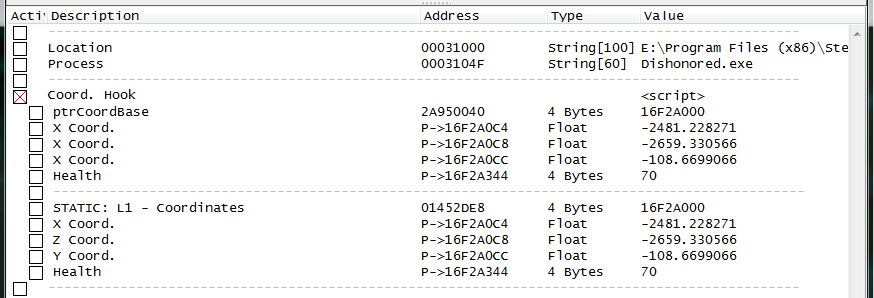 Activ Description Address Type Value
Location 00031000 String[100] E:\Program Files (x86)\Ste
Process 0003104F String[60] Dishonored.exe
Coord. Hook <script>
ptrCoordBase 2A950040 4 Bytes 16F2A000
X Coord. P->16F2A0C4 Float -2481.228271
X Coord. P->16F2A0C8 Float -2659.330566
X Coord. P->16F2A0CC Float -108.6699066
Health P->16F2A344 4 Bytes 70
STATIC: L1 - Coordinates 01452DE8 4 Bytes 16F2A000
X Coord. P->16F2A0C4 Float -2481.228271
Z Coord. P->16F2A0C8 Float -2659.330566
Y Coord. P->16F2A0CC Float -108.6699066
Health P->16F2A344 4 Bytes 70